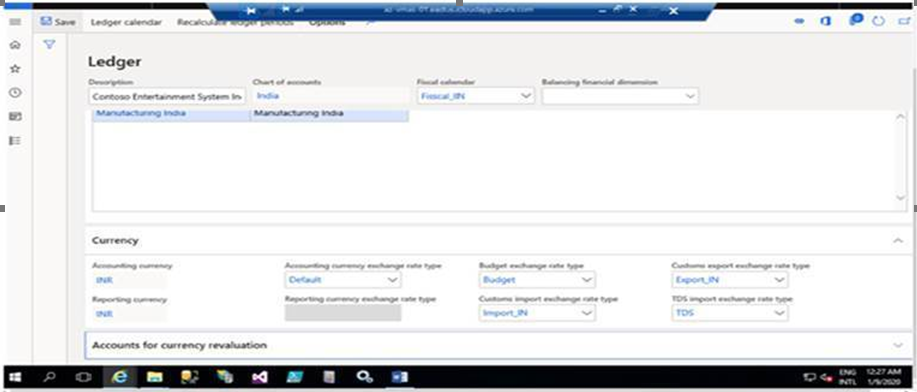 Save Ledger calendar Recalculate ledger periods Options
Ledger
Description Chart of accounts Fiscal calendar Balancing financial dimension
Contoso Entertainment System In India Fiscal_IN
Manufacturing India Manufacturing India
Currency
Accounting currency Accounting currency exchange rate type Budget exchange rate type Customs export exchange rate type
INR Default Budget Export_IN
Reporting currency Reporting currency exchange rate type Customs import exchange rate type TDS import exchange rate type
INR Import_IN TDS
Accounts for currency revaluation
ENG 12:27 AM
INTL 1/9/2020